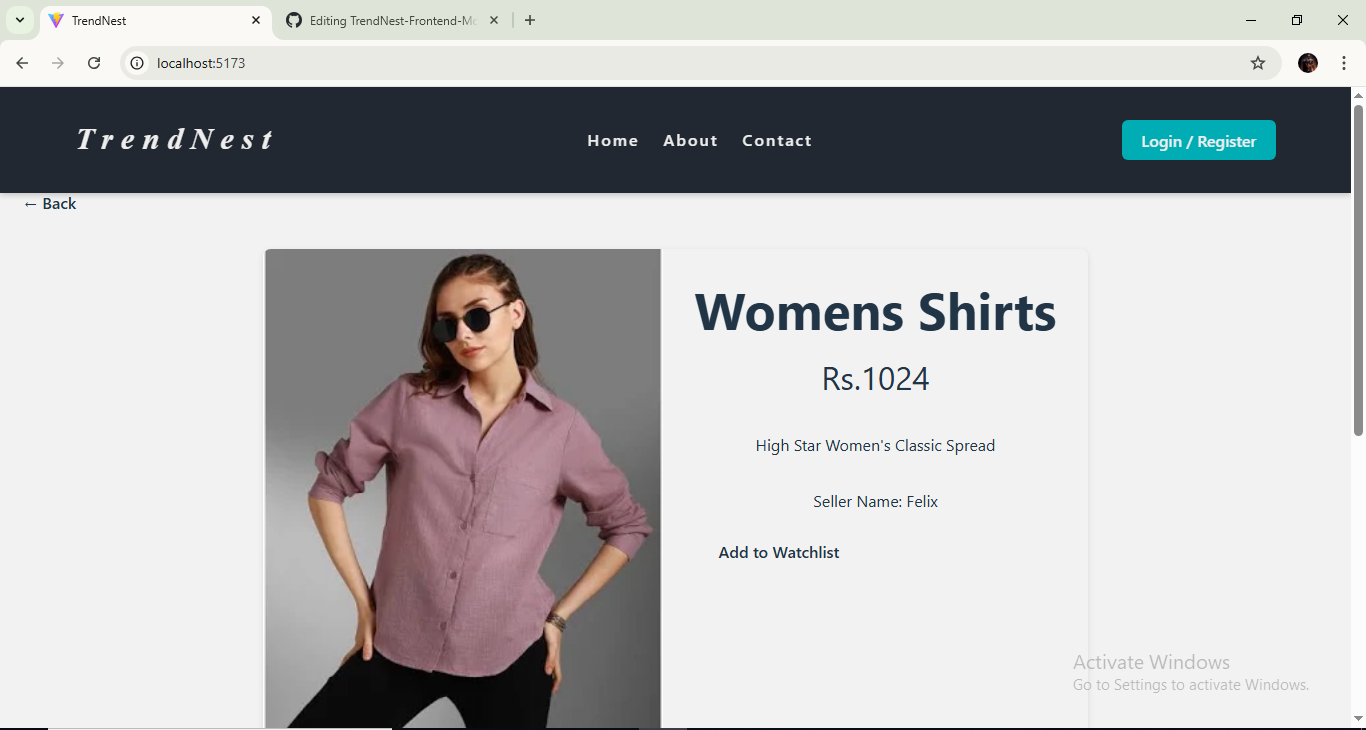 TrendNest
Editing TrendNest-Frontend-Mo
localhost:5173
TrendNest
Home About Contact
Login / Register
← Back
Womens Shirts
Rs.1024
High Star Women's Classic Spread
Seller Name: Felix
Add to Watchlist
Activate Windows
Go to Settings to activate Windows.